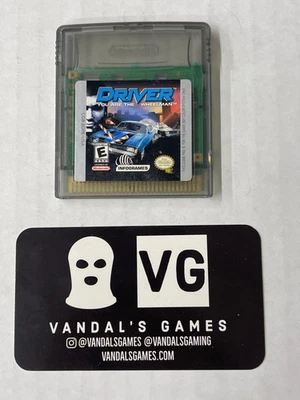 DRIVER
YOU ARE THE WHEELMAN
E
INFOGRAMES
VG
VANDAL'S GAMES
@VANDALSGAMES @VANDALSGAMING
VANDALSGAMES.COM